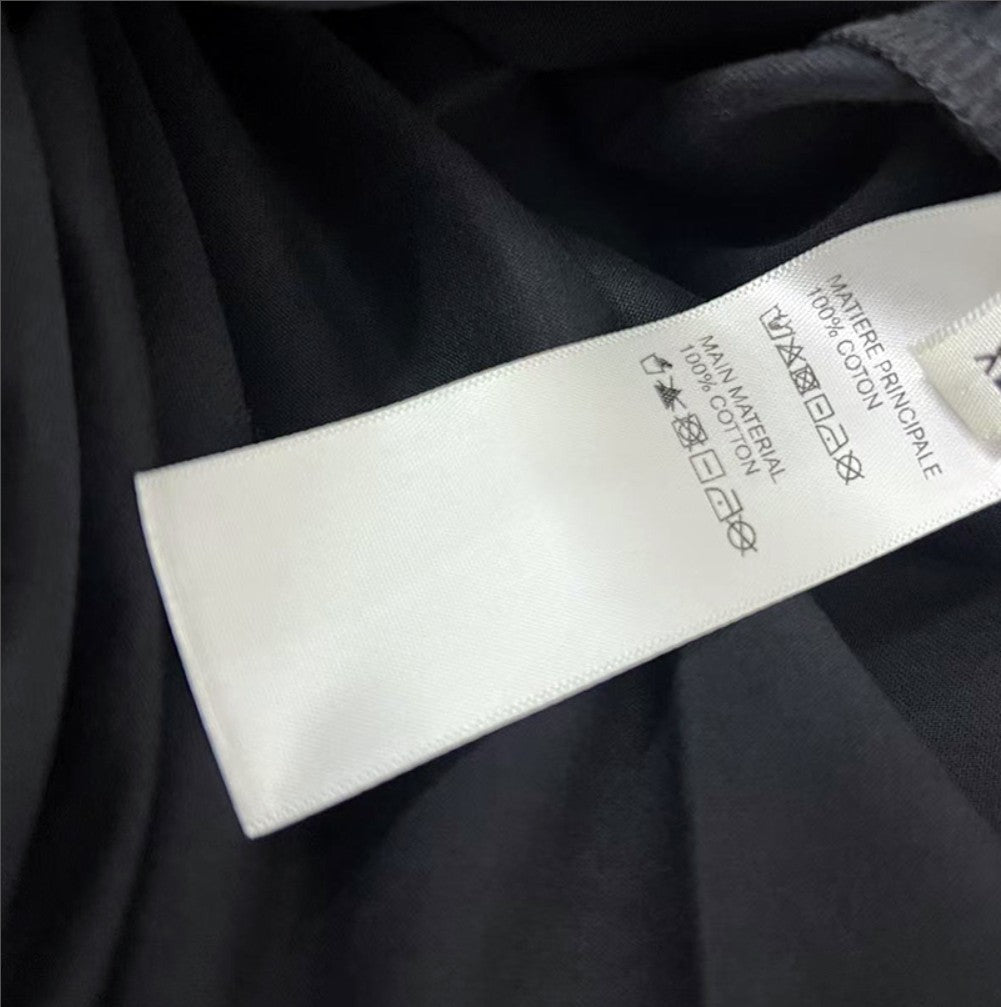 MATIERE PRINCIPALE
100% COTON
MAIN MATERIAL
100% COTTON